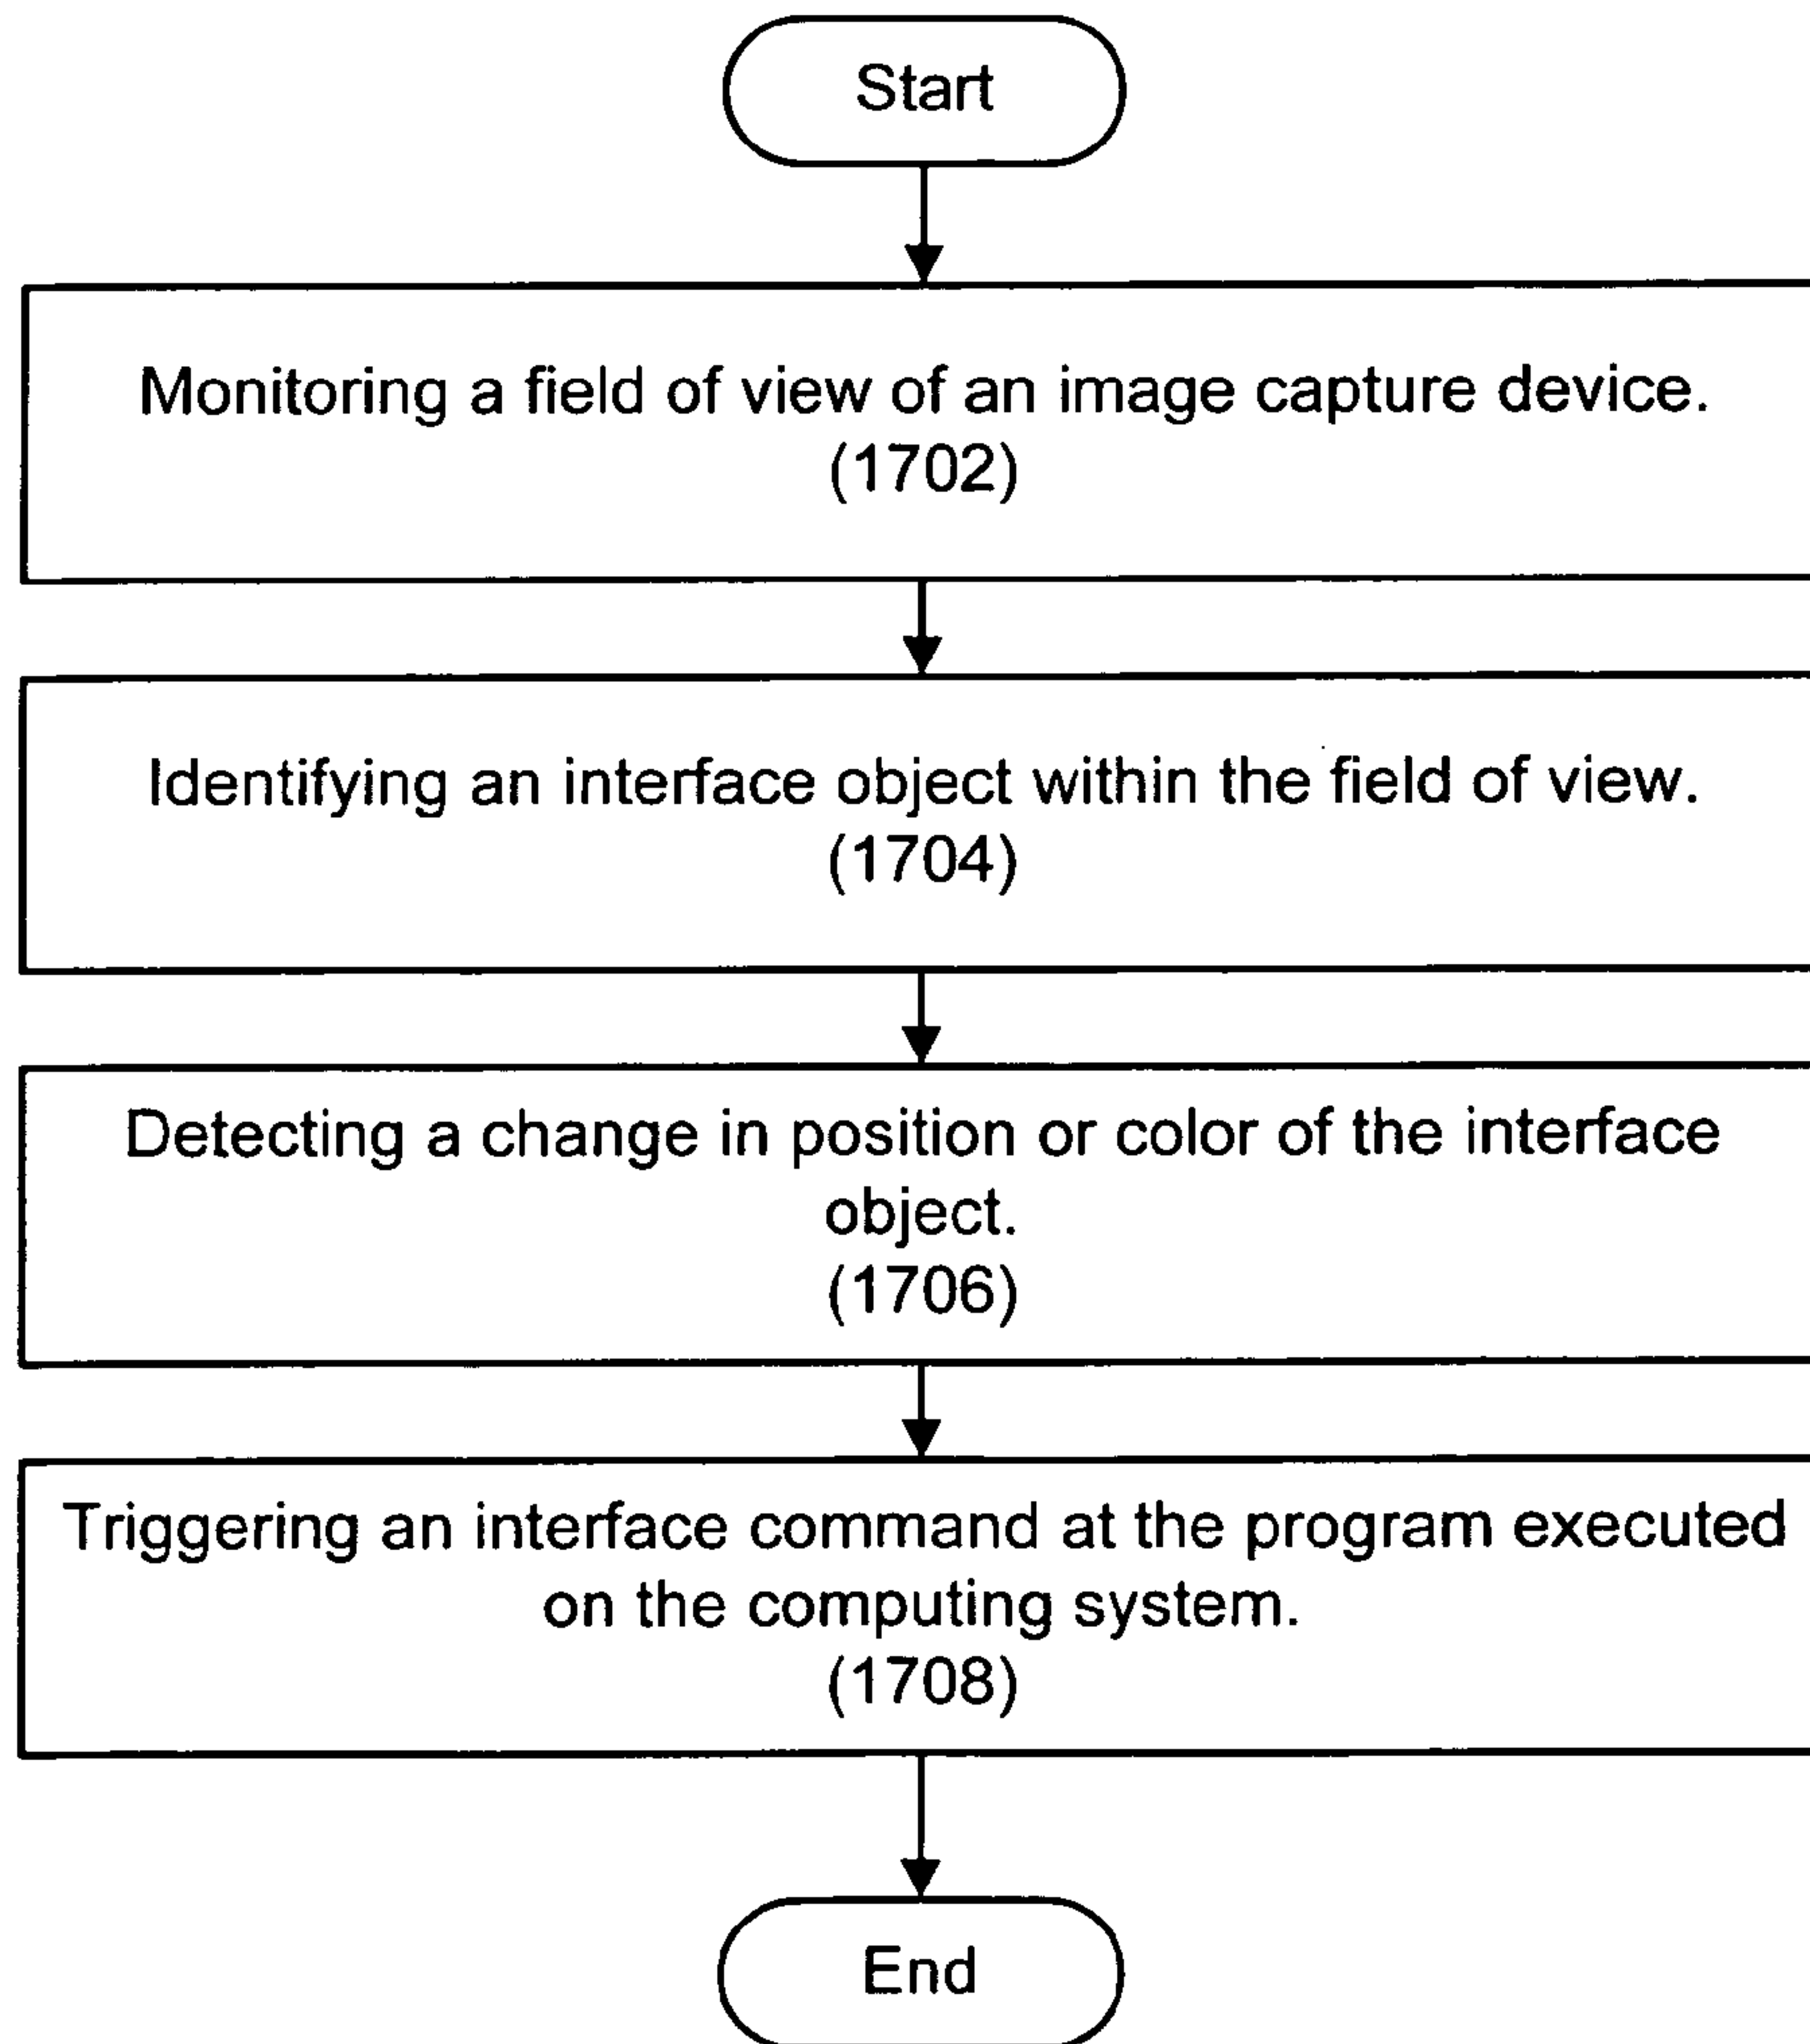 Start
Monitoring a field of view of an image capture device.
(1702)
Identifying an interface object within the field of view.
(1704)
Detecting a change in position or color of the interface
object.
(1706)
Triggering an interface command at the program executed
on the computing system.
(1708)
End